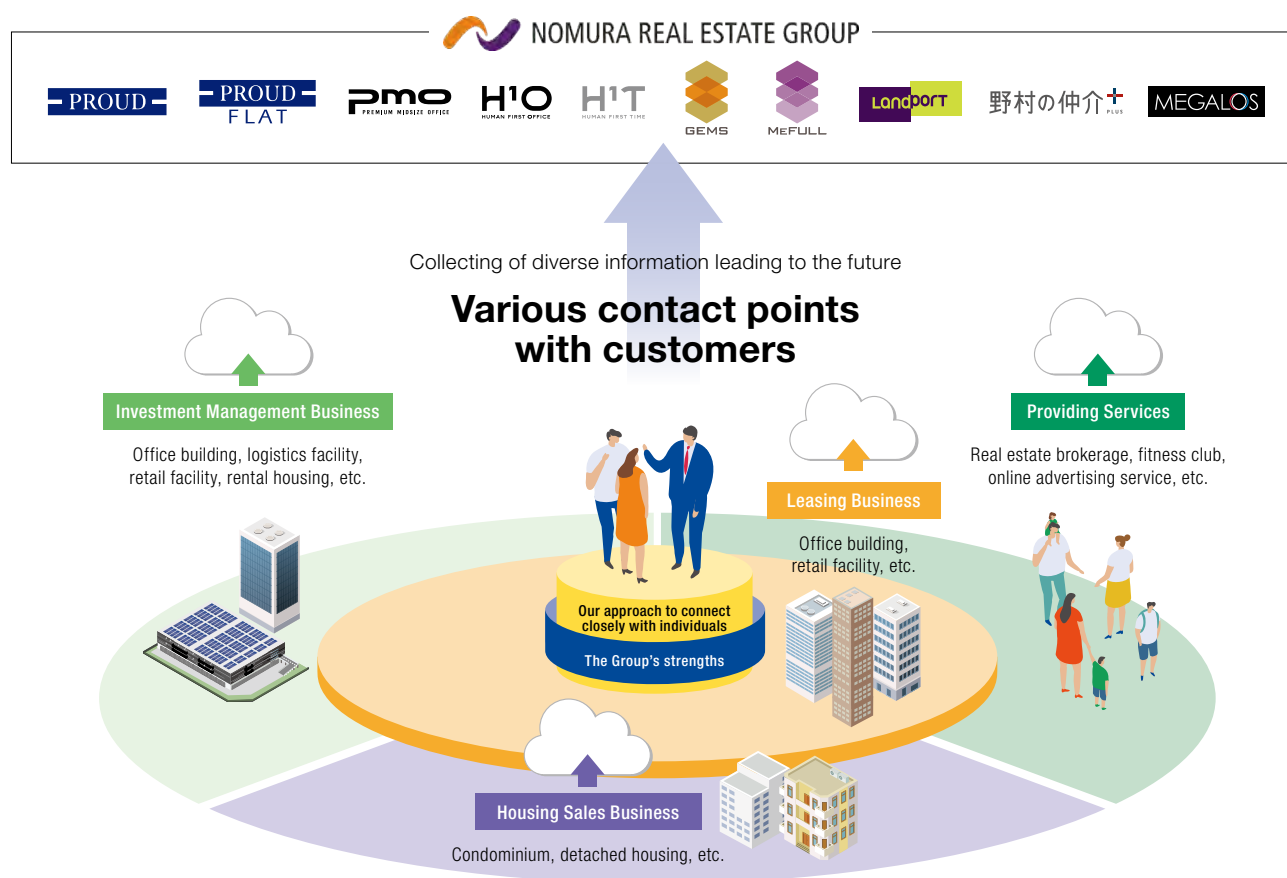 NOMURA REAL ESTATE GROUP
PROUD
PROUD
FLAT
PMO
PREMIUM MIDSIZE OFFICE
H¹O
HUMAN FIRST OFFICE
H¹T
HUMAN FIRST TIME
GEMS
MEFULL
Landport
野村の仲介+
PLUS
MEGALOS
Collecting of diverse information leading to the future
Various contact points
with customers
Investment Management Business
Office building, logistics facility,
retail facility, rental housing, etc.
Leasing Business
Office building,
retail facility, etc.
Providing Services
Real estate brokerage, fitness club,
online advertising service, etc.
Our approach to connect
closely with individuals
The Group's strengths
Housing Sales Business
Condominium, detached housing, etc.